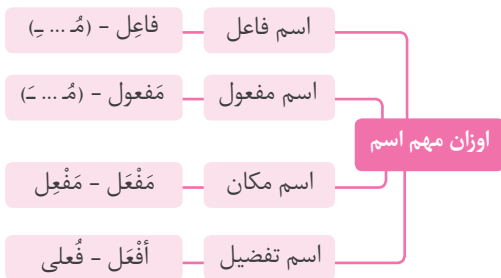 اوزان مهم اسم
اسم فاعل
فاعِل - (مُـ ... ـِ)
اسم مفعول
مَفعول - (مُـ ... ـَ)
اسم مکان
مَفْعَل - مَفْعِل
اسم تفضیل
أفْعَل - فُعلی